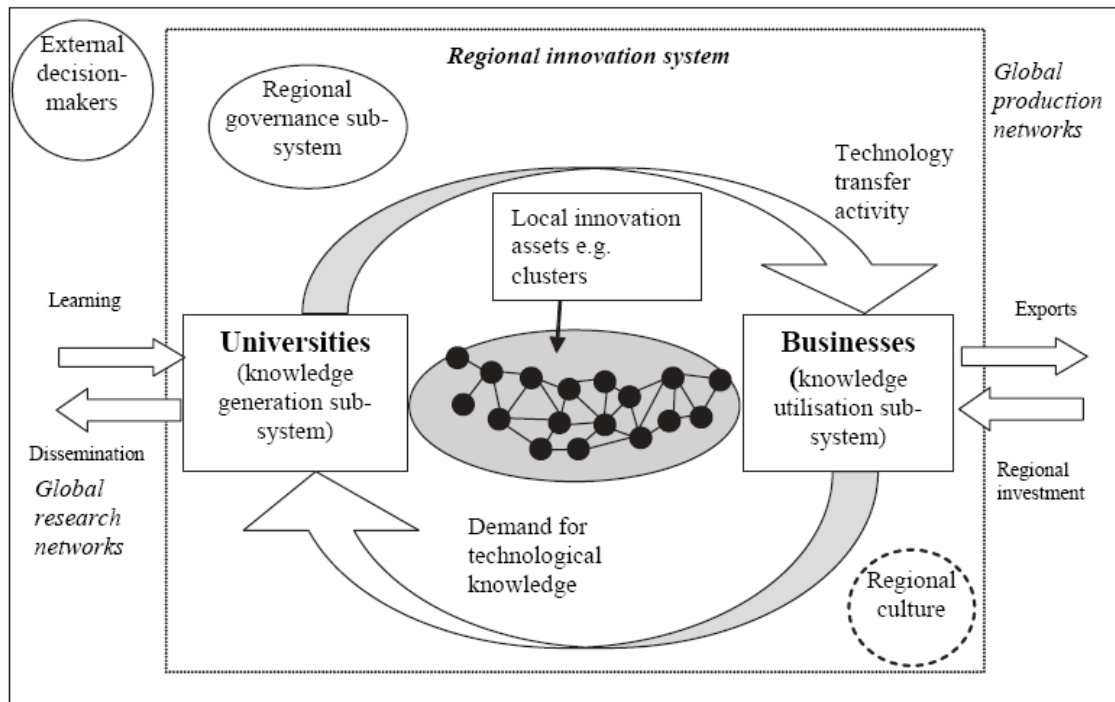 External
decision-
makers
Regional innovation system
Regional
governance sub-
system
Global
production
networks
Technology
transfer
activity
Local innovation
assets e.g.
clusters
Learning
Universities
(knowledge
generation sub-
system)
Businesses
(knowledge
utilisation sub-
system)
Exports
Dissemination
Global
research
networks
Regional
investment
Demand for
technological
knowledge
Regional
culture